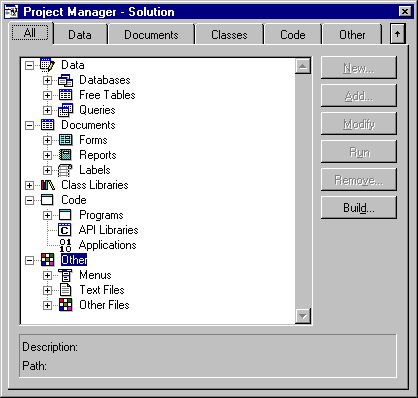 Project Manager - Solution
All Data Documents Classes Code Other
Data
Databases
Free Tables
Queries
Documents
Forms
Reports
Labels
Class Libraries
Code
Programs
API Libraries
Applications
Other
Menus
Text Files
Other Files
New...
Add...
Modify
Run
Remove...
Build...
Description:
Path: